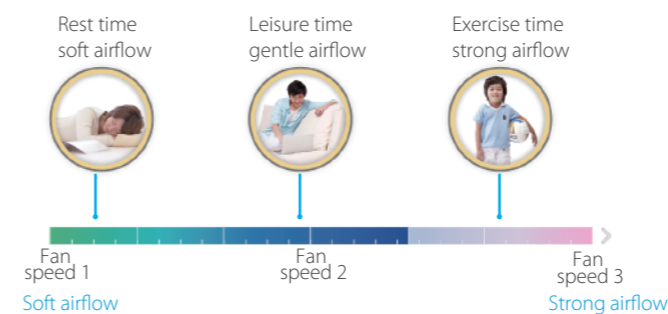 Rest time
soft airflow
Leisure time
gentle airflow
Exercise time
strong airflow
Fan
speed 1
Fan
speed 2
Fan
speed 3
Soft airflow
Strong airflow